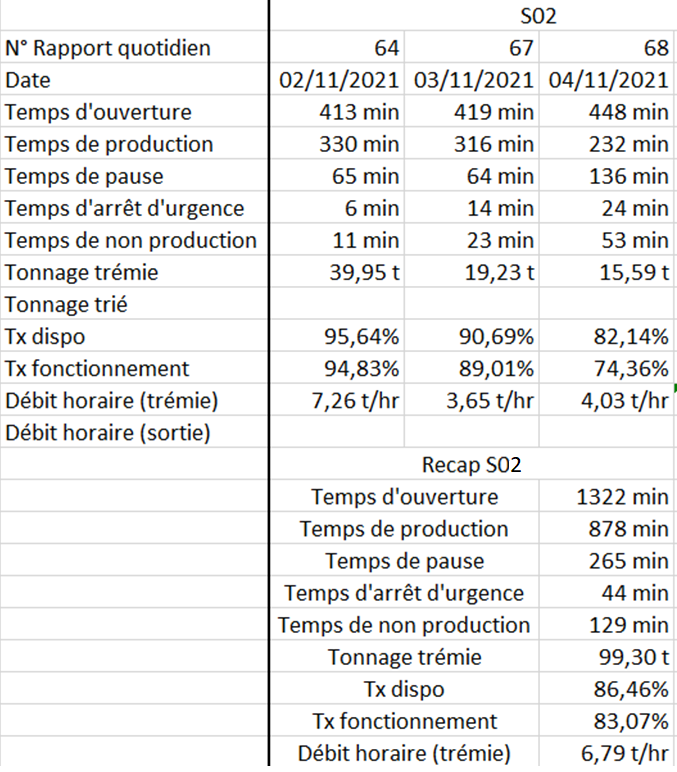 S02
N° Rapport quotidien 64 67 68
Date 02/11/2021 03/11/2021 04/11/2021
Temps d'ouverture 413 min 419 min 448 min
Temps de production 330 min 316 min 232 min
Temps de pause 65 min 64 min 136 min
Temps d'arrêt d'urgence 6 min 14 min 24 min
Temps de non production 11 min 23 min 53 min
Tonnage trémie 39,95 t 19,23 t 15,59 t
Tonnage trié
Tx dispo 95,64% 90,69% 82,14%
Tx fonctionnement 94,83% 89,01% 74,36%
Débit horaire (trémie) 7,26 t/hr 3,65 t/hr 4,03 t/hr
Débit horaire (sortie)
Recap S02
Temps d'ouverture 1322 min
Temps de production 878 min
Temps de pause 265 min
Temps d'arrêt d'urgence 44 min
Temps de non production 129 min
Tonnage trémie 99,30 t
Tx dispo 86,46%
Tx fonctionnement 83,07%
Débit horaire (trémie) 6,79 t/hr